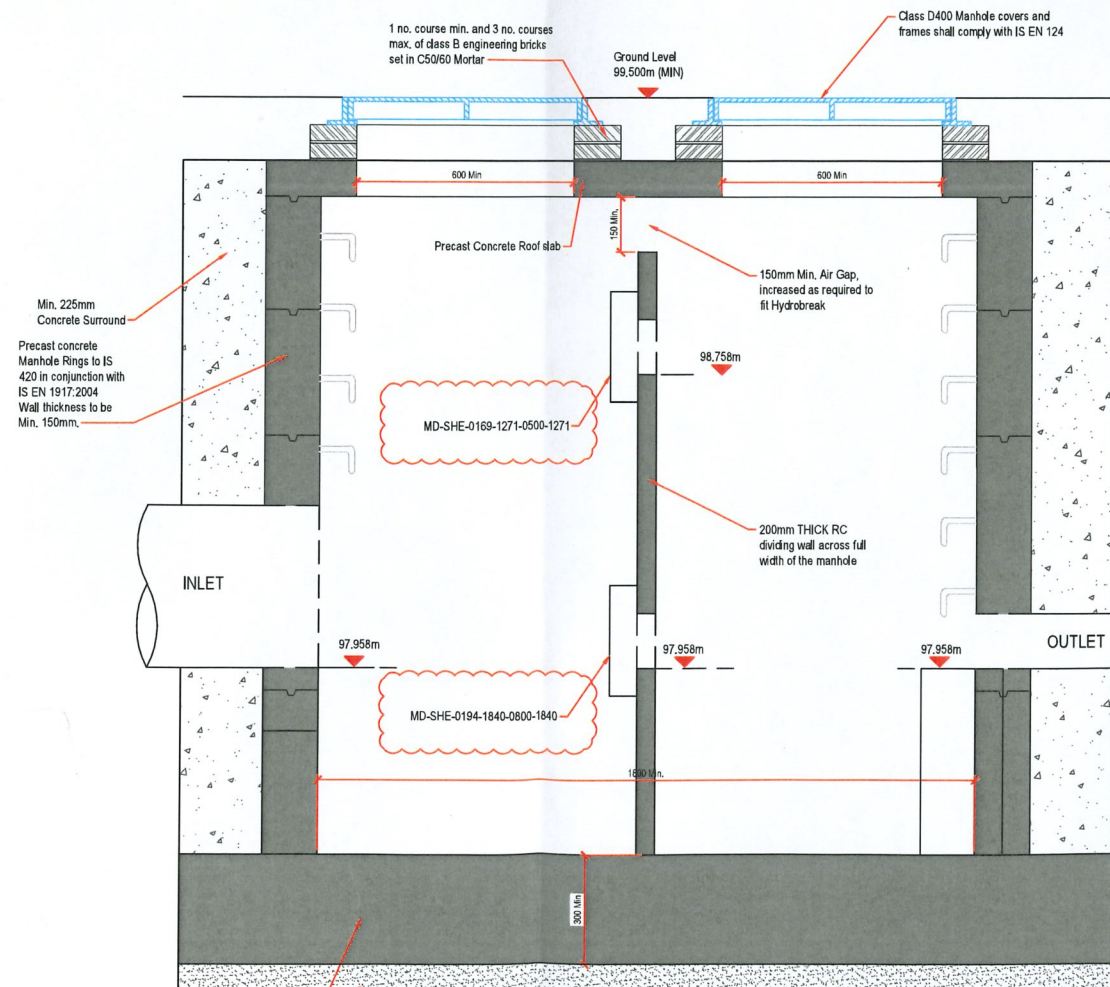 1 no. course min. and 3 no. courses
max. of class B engineering bricks
set in C50/60 Mortar
Ground Level
99.500m (MIN)
Class D400 Manhole covers and
frames shall comply with IS EN 124
600 Min
600 Min
150 Min.
Precast Concrete Roof slab
150mm Min. Air Gap,
increased as required to
fit Hydrobreak
Min. 225mm
Concrete Surround
Precast concrete
Manhole Rings to IS
420 in conjunction with
IS EN 1917:2004
Wall thickness to be
Min. 150mm.
98.758m
MD-SHE-0169-1271-0500-1271
200mm THICK RC
dividing wall across full
width of the manhole
INLET
OUTLET
97.958m
97.958m
97.958m
MD-SHE-0194-1840-0800-1840
1800 Min.
300 Min